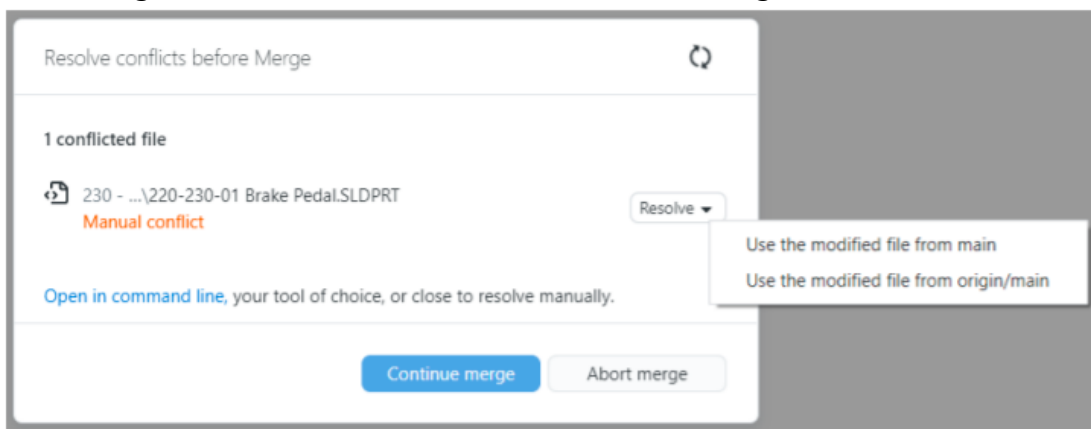 Resolve conflicts before Merge
1 conflicted file
230 - ...\220-230-01 Brake Pedal.SLDPRT
Manual conflict
Resolve
Use the modified file from main
Use the modified file from origin/main
Open in command line, your tool of choice, or close to resolve manually.
Continue merge
Abort merge